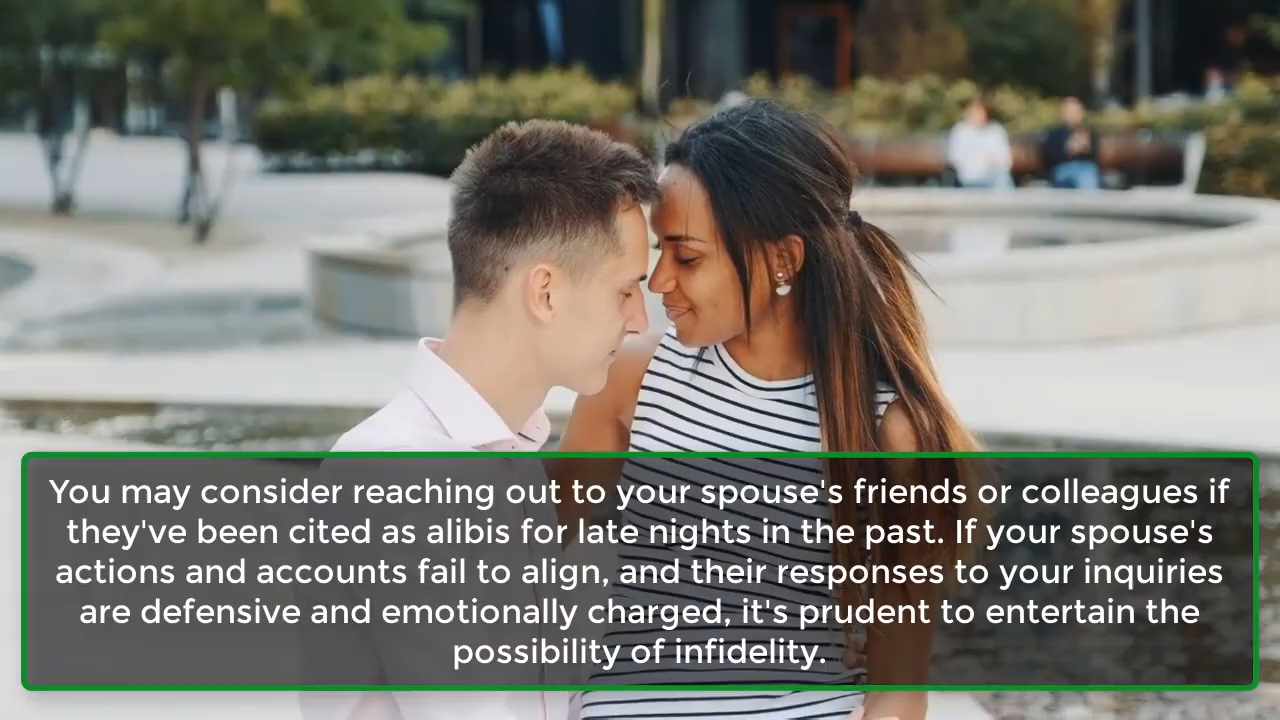 You may consider reaching out to your spouse's friends or colleagues if
they've been cited as alibis for late nights in the past. If your spouse's
actions and accounts fail to align, and their responses to your inquiries
are defensive and emotionally charged, it's prudent to entertain the
possibility of infidelity.